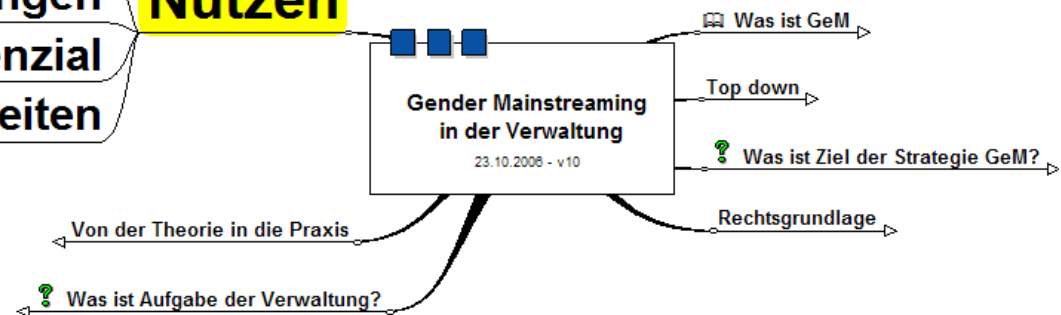 Nutzen
Gender Mainstreaming
in der Verwaltung
23.10.2006 - v10
Was ist GeM
Top down
Was ist Ziel der Strategie GeM?
Rechtsgrundlage
Von der Theorie in die Praxis
Was ist Aufgabe der Verwaltung?